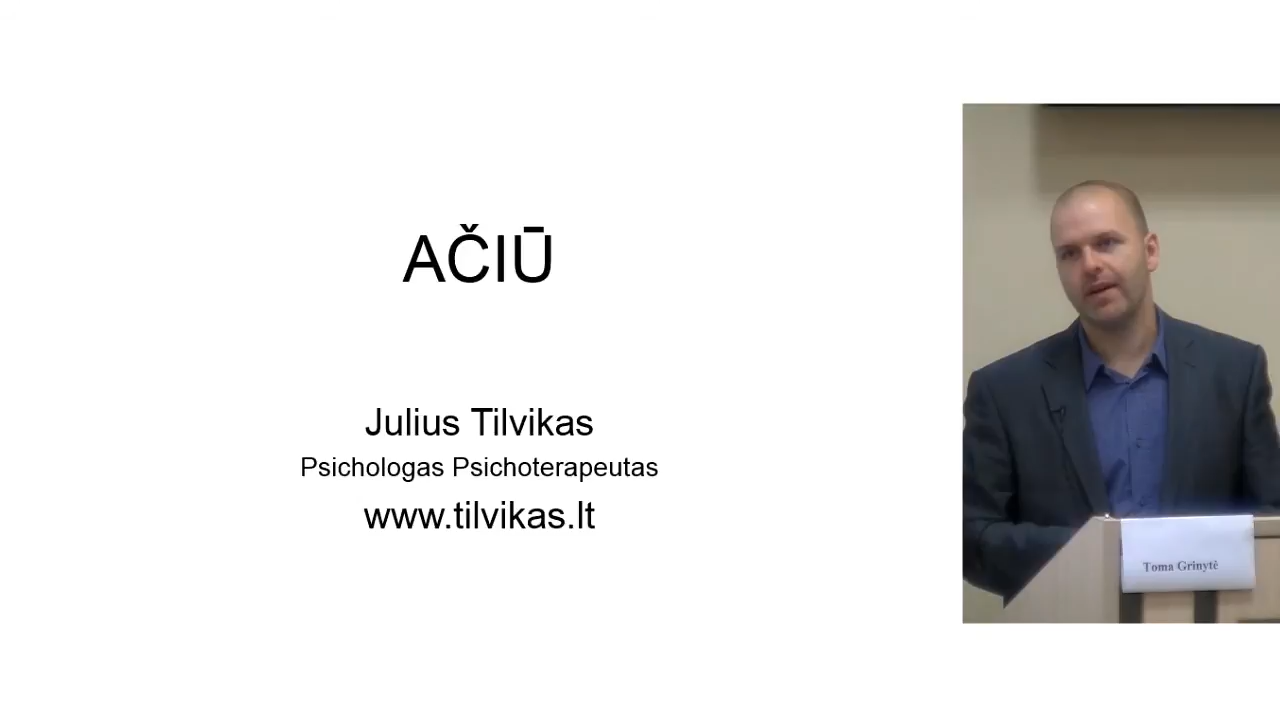 AČIŪ
Julius Tilvikas
Psichologas Psichoterapeutas
www.tilvikas.lt
Toma Grinytė